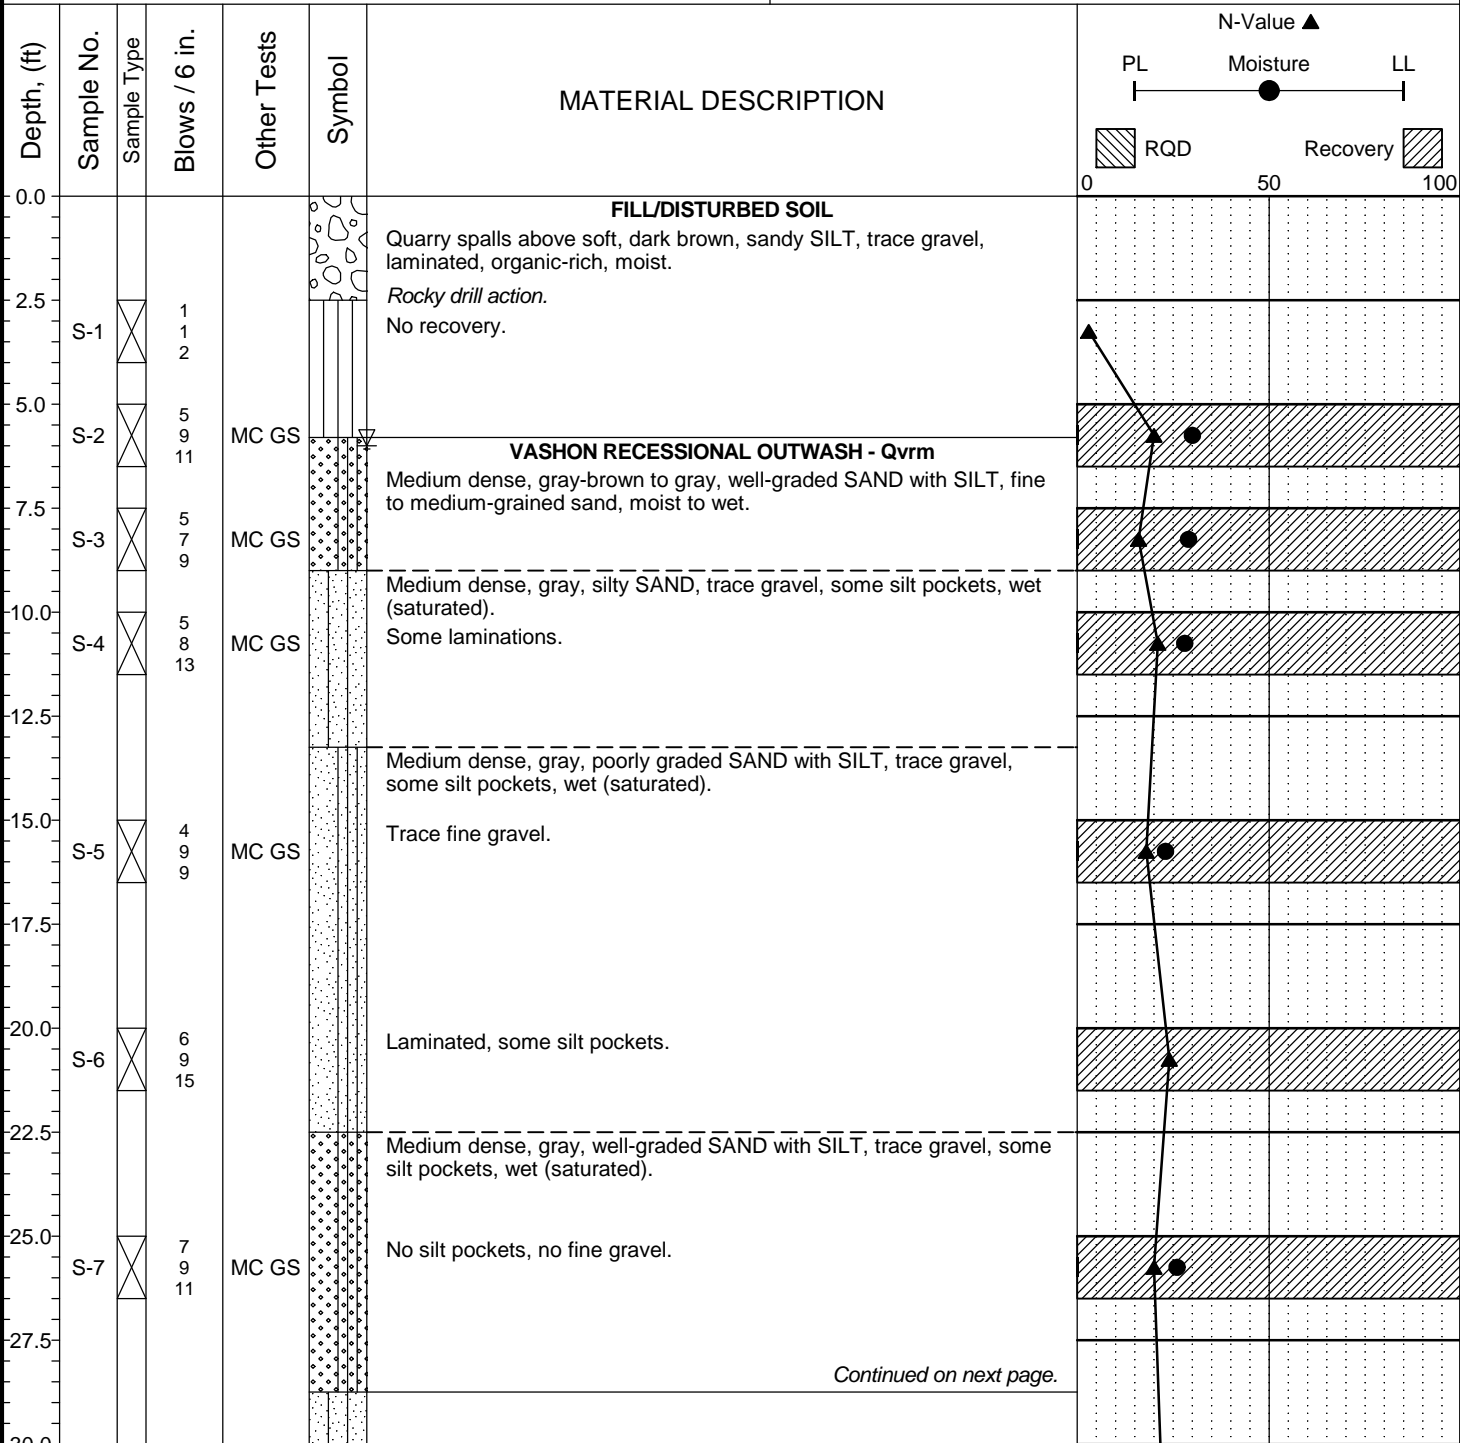 Depth, (ft)
Sample No.
Sample Type
Blows / 6 in.
Other Tests
Symbol
MATERIAL DESCRIPTION
N-Value
PL Moisture LL
RQD Recovery
0 50 100
0.0
FILL/DISTURBED SOIL
Quarry spalls above soft, dark brown, sandy SILT, trace gravel,
laminated, organic-rich, moist.
Rocky drill action.
2.5
S-1
1
1
2
No recovery.
5.0
S-2
5
9
11
MC GS
VASHON RECESSIONAL OUTWASH - Qvrm
Medium dense, gray-brown to gray, well-graded SAND with SILT, fine
to medium-grained sand, moist to wet.
7.5
S-3
5
7
9
MC GS
Medium dense, gray, silty SAND, trace gravel, some silt pockets, wet
(saturated).
10.0
S-4
5
8
13
MC GS
Some laminations.
12.5
Medium dense, gray, poorly graded SAND with SILT, trace gravel,
some silt pockets, wet (saturated).
15.0
S-5
4
9
9
MC GS
Trace fine gravel.
17.5
20.0
S-6
6
9
15
Laminated, some silt pockets.
22.5
Medium dense, gray, well-graded SAND with SILT, trace gravel, some
silt pockets, wet (saturated).
25.0
S-7
7
9
11
MC GS
No silt pockets, no fine gravel.
27.5
Continued on next page.
30.0